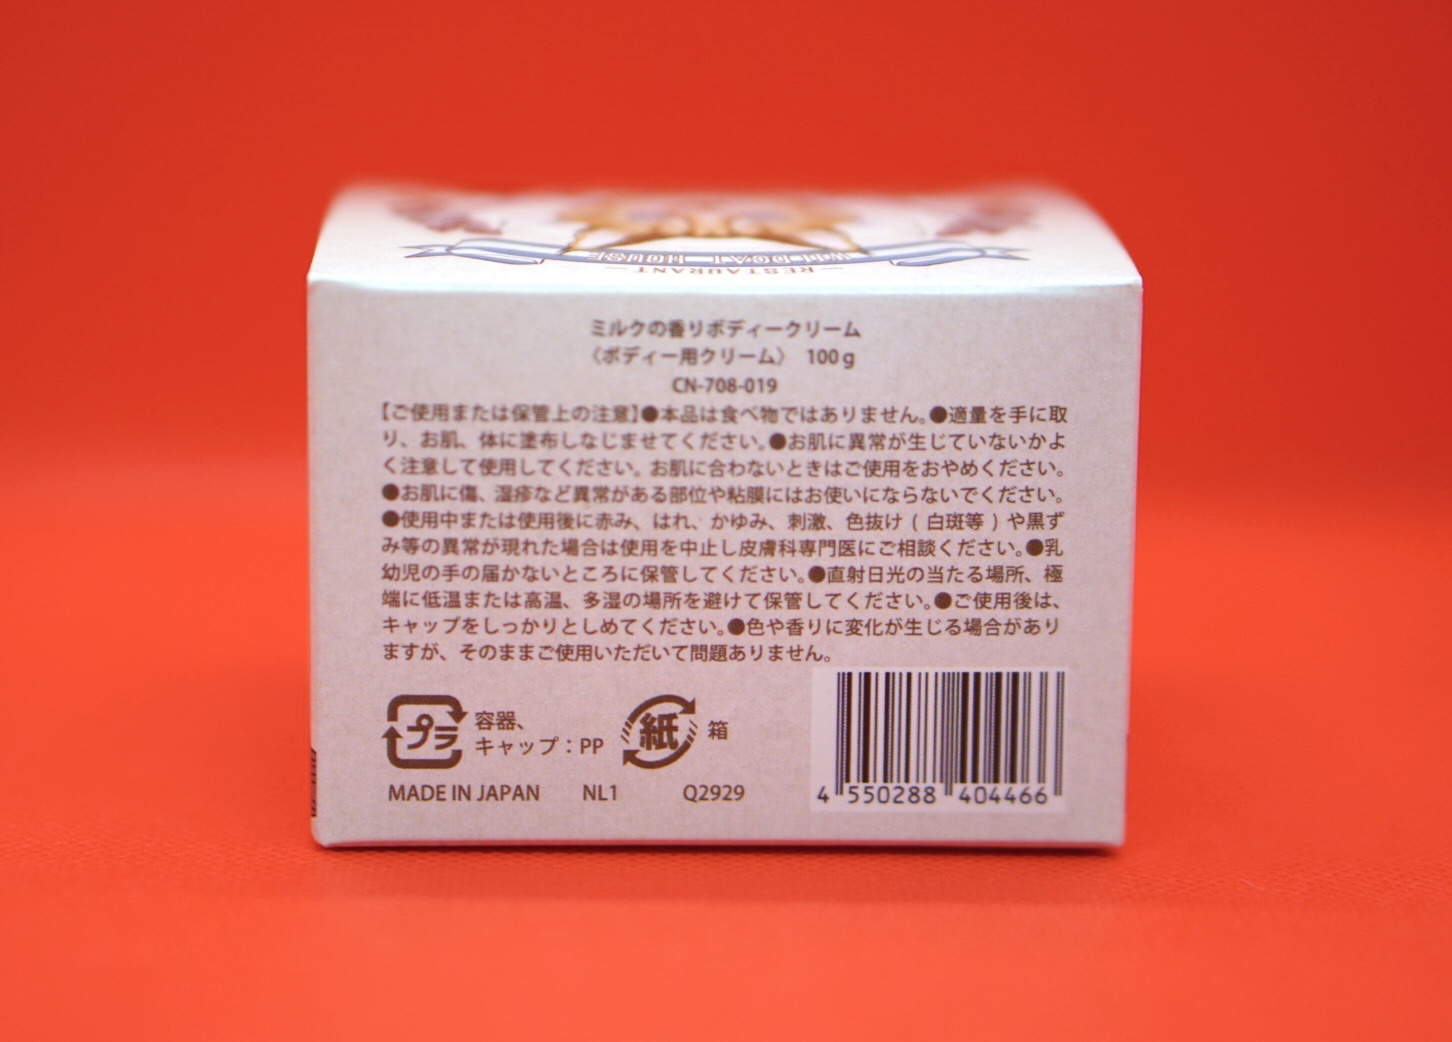 WILDCAT HOUSE
— RESTAURANT —
ミルクの香りボディークリーム
〈ボディー用クリーム〉 100g
CN-708-019
【ご使用または保管上の注意】●本品は食べ物ではありません。●適量を手に取
り、お肌、体に塗布しなじませてください。●お肌に異常が生じていないかよ
く注意して使用してください。お肌に合わないときはご使用をおやめください。
●お肌に傷、湿疹など異常がある部位や粘膜にはお使いにならないでください。
●使用中または使用後に赤み、はれ、かゆみ、刺激、色抜け ( 白斑等 ) や黒ず
み等の異常が現れた場合は使用を中止し皮膚科専門医にご相談ください。●乳
幼児の手の届かないところに保管してください。●直射日光の当たる場所、極
端に低温または高温、多湿の場所を避けて保管してください。●ご使用後は、
キャップをしっかりとしめてください。●色や香りに変化が生じる場合があり
ますが、そのままご使用いただいて問題ありません。
プラ 容器、
キャップ：PP
紙 箱
MADE IN JAPAN NL1 Q2929
4 550288 404466